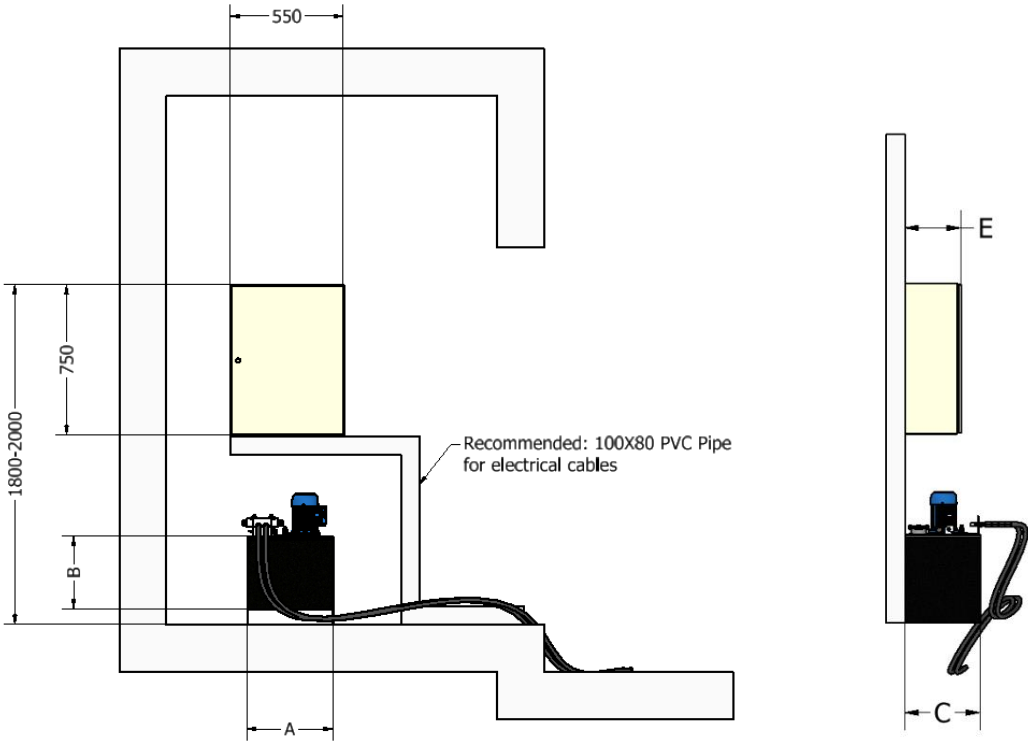 550
E
750
1800-2000
Recommended: 100X80 PVC Pipe
for electrical cables
B
C
A